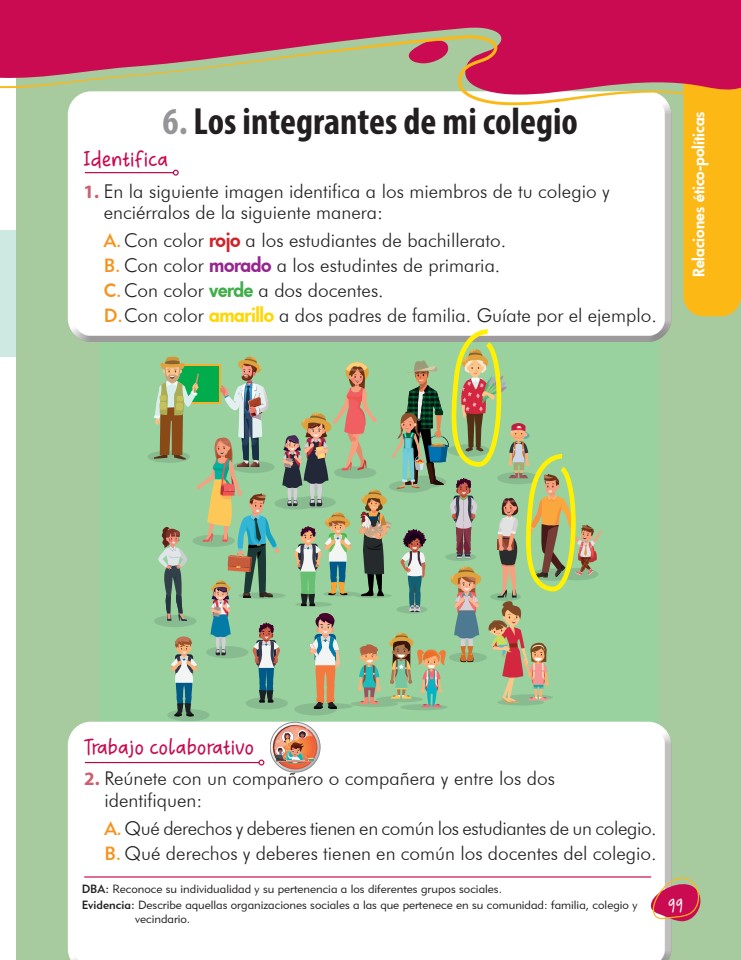 6. Los integrantes de mi colegio
Identifica
1. En la siguiente imagen identifica a los miembros de tu colegio y
enciérralos de la siguiente manera:
A. Con color rojo a los estudiantes de bachillerato.
B. Con color morado a los estudintes de primaria.
C. Con color verde a dos docentes.
D. Con color amarillo a dos padres de familia. Guíate por el ejemplo.
Relaciones ético-políticas
Trabajo colaborativo
2. Reúnete con un compañero o compañera y entre los dos
identifiquen:
A. Qué derechos y deberes tienen en común los estudiantes de un colegio.
B. Qué derechos y deberes tienen en común los docentes del colegio.
DBA: Reconoce su individualidad y su pertenencia a los diferentes grupos sociales.
Evidencia: Describe aquellas organizaciones sociales a las que pertenece en su comunidad: familia, colegio y
vecindario.
99